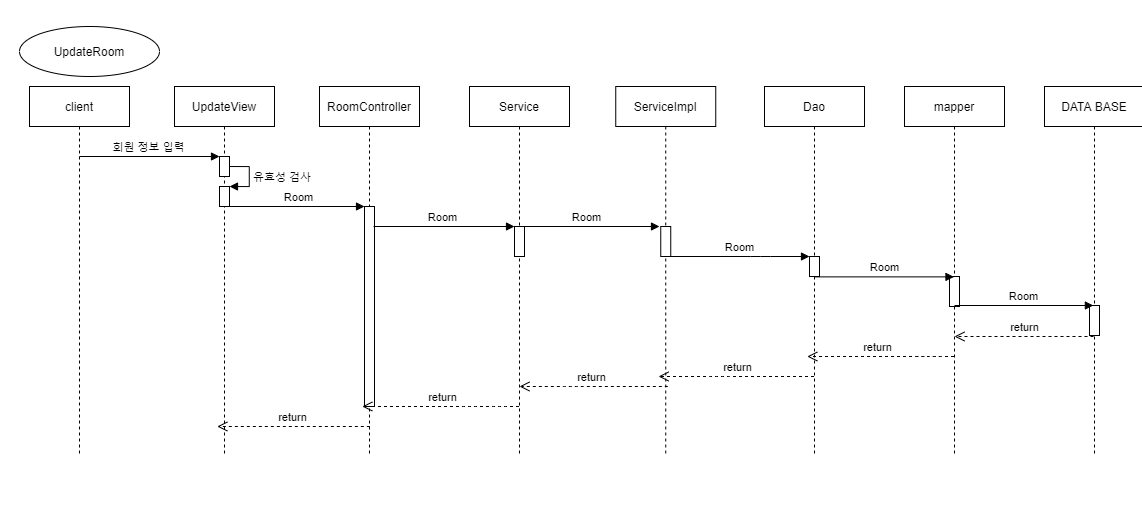 UpdateRoom
client
UpdateView
RoomController
Service
ServiceImpl
Dao
mapper
DATA BASE
회원 정보 입력
유효성 검사
Room
Room
Room
Room
Room
Room
return
return
return
return
return
return